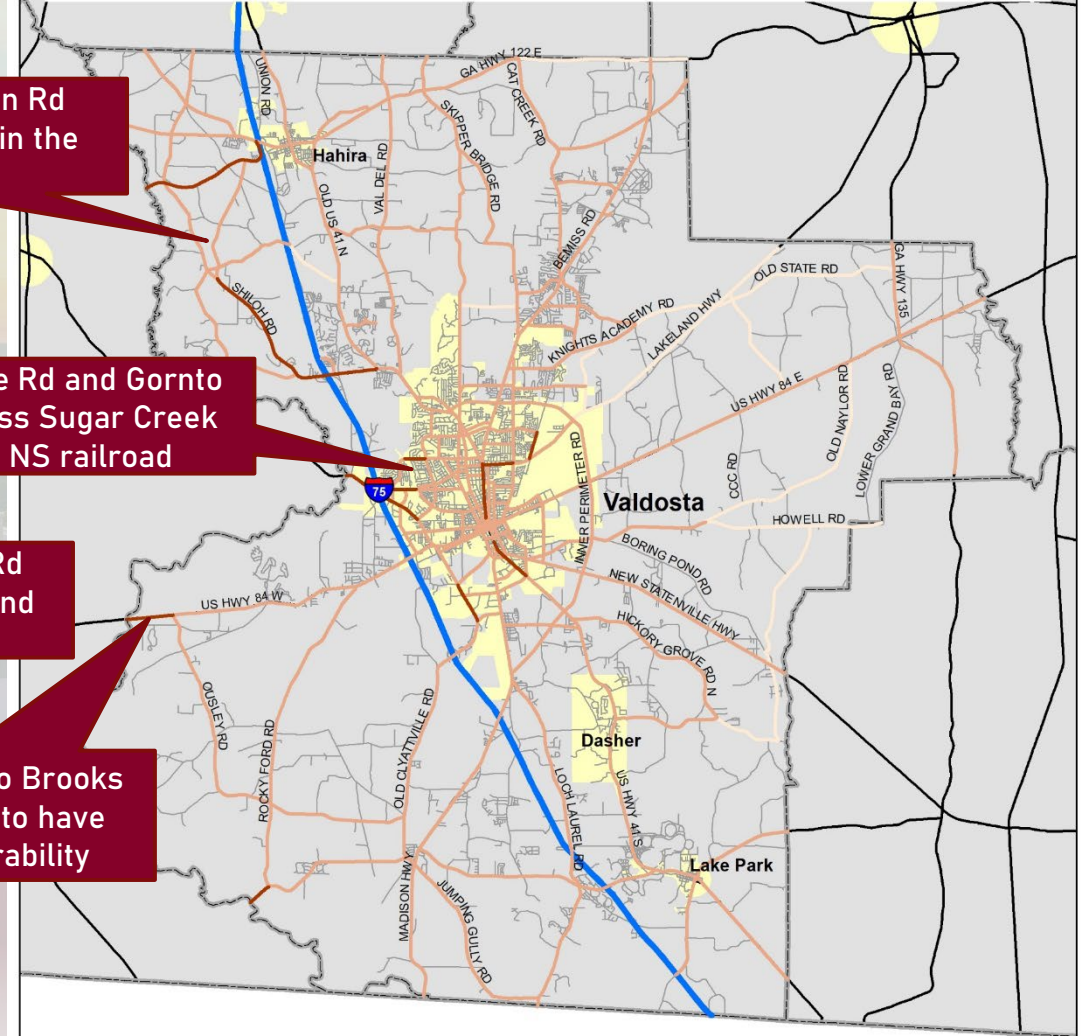 n Rd
in the
e Rd and Gornto
ss Sugar Creek
NS railroad
Rd
nd
o Brooks
to have
rability
GA HWY 122 E
UNION RD
CAT CREEK RD
SKIPPER BRIDGE RD
VAL DEL RD
Hahira
OLD US 41 N
BEMISS RD
OLD STATE RD
GA HWY 135
SHILOH RD
KNIGHTS ACADEMY RD
LAKELAND HWY
US HWY 84 E
OLD NAYLOR RD
LOWER GRAND BAY RD
CCC RD
INNER PERIMETER RD
75
Valdosta
HOWELL RD
BORING POND RD
NEW STATENVILLE HWY
US HWY 84 W
HICKORY GROVE RD N
OUSLEY RD
ROCKY FORD RD
OLD CLYATTVILLE RD
Dasher
LOCH LAUREL RD
US HWY 41 S
Lake Park
MADISON HWY
JUMPING GULLY RD